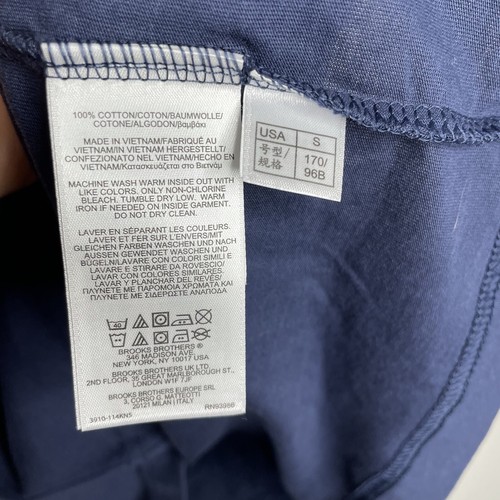 100% COTTON/COTON/BAUMWOLLE/
COTONE/ALGODON/βαμβάκι
MADE IN VIETNAM/FABRIQUÉ AU
VIETNAM/IN VIETNAM HERGESTELLT/
CONFEZIONATO NEL VIETNAM/HECHO EN
VIETNAM/Κατασκευάζεται στο Βιετνάμ
MACHINE WASH WARM INSIDE OUT WITH
LIKE COLORS. ONLY NON-CHLORINE
BLEACH. TUMBLE DRY LOW. WARM
IRON IF NEEDED ON INSIDE GARMENT.
DO NOT DRY CLEAN.
LAVER EN SÉPARANT LES COULEURS.
LAVER ET FER SUR L'ENVERS/MIT
GLEICHEN FARBEN WASCHEN UND NACH
AUSSEN GEWENDET WASCHEN UND
BÜGELN/LAVARE CON COLORI SIMILI E
LAVARE E STIRARE DA ROVESCIO/
LAVAR CON COLORES SIMILARES.
LAVAR Y PLANCHAR DEL REVÉS/
ΠΛΥΝΕΤΕ ΜΕ ΠΑΡΟΜΟΙΑ ΧΡΩΜΑΤΑ ΚΑΙ
ΠΛΥΝΕΤΕ ΜΕ ΣΙΔΕΡΩΣΤΕ ΑΝΑΠΟΔΑ
40
BROOKS BROTHERS ®
346 MADISON AVE.
NEW YORK, NY 10017 USA
BROOKS BROTHERS UK LTD
2ND FLOOR, 35 GREAT MARLBOROUGH ST.,
LONDON W1F 7JF
BROOKS BROTHERS EUROPE SRL
3, CORSO G. MATTEOTTI
20121 MILAN | ITALY
3910-114KNS
USA S
号型/ 170/
规格 96B